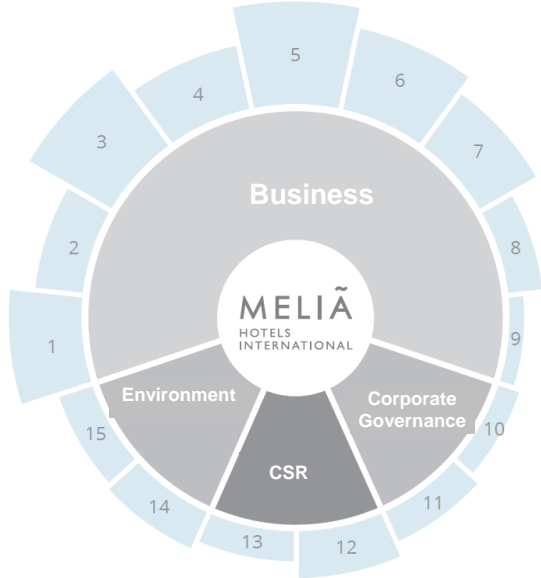 5
4
6
3
7
Business
2
8
MELIÃ
HOTELS
INTERNATIONAL
1
9
Environment
Corporate
Governance
15
10
CSR
14
11
13
12